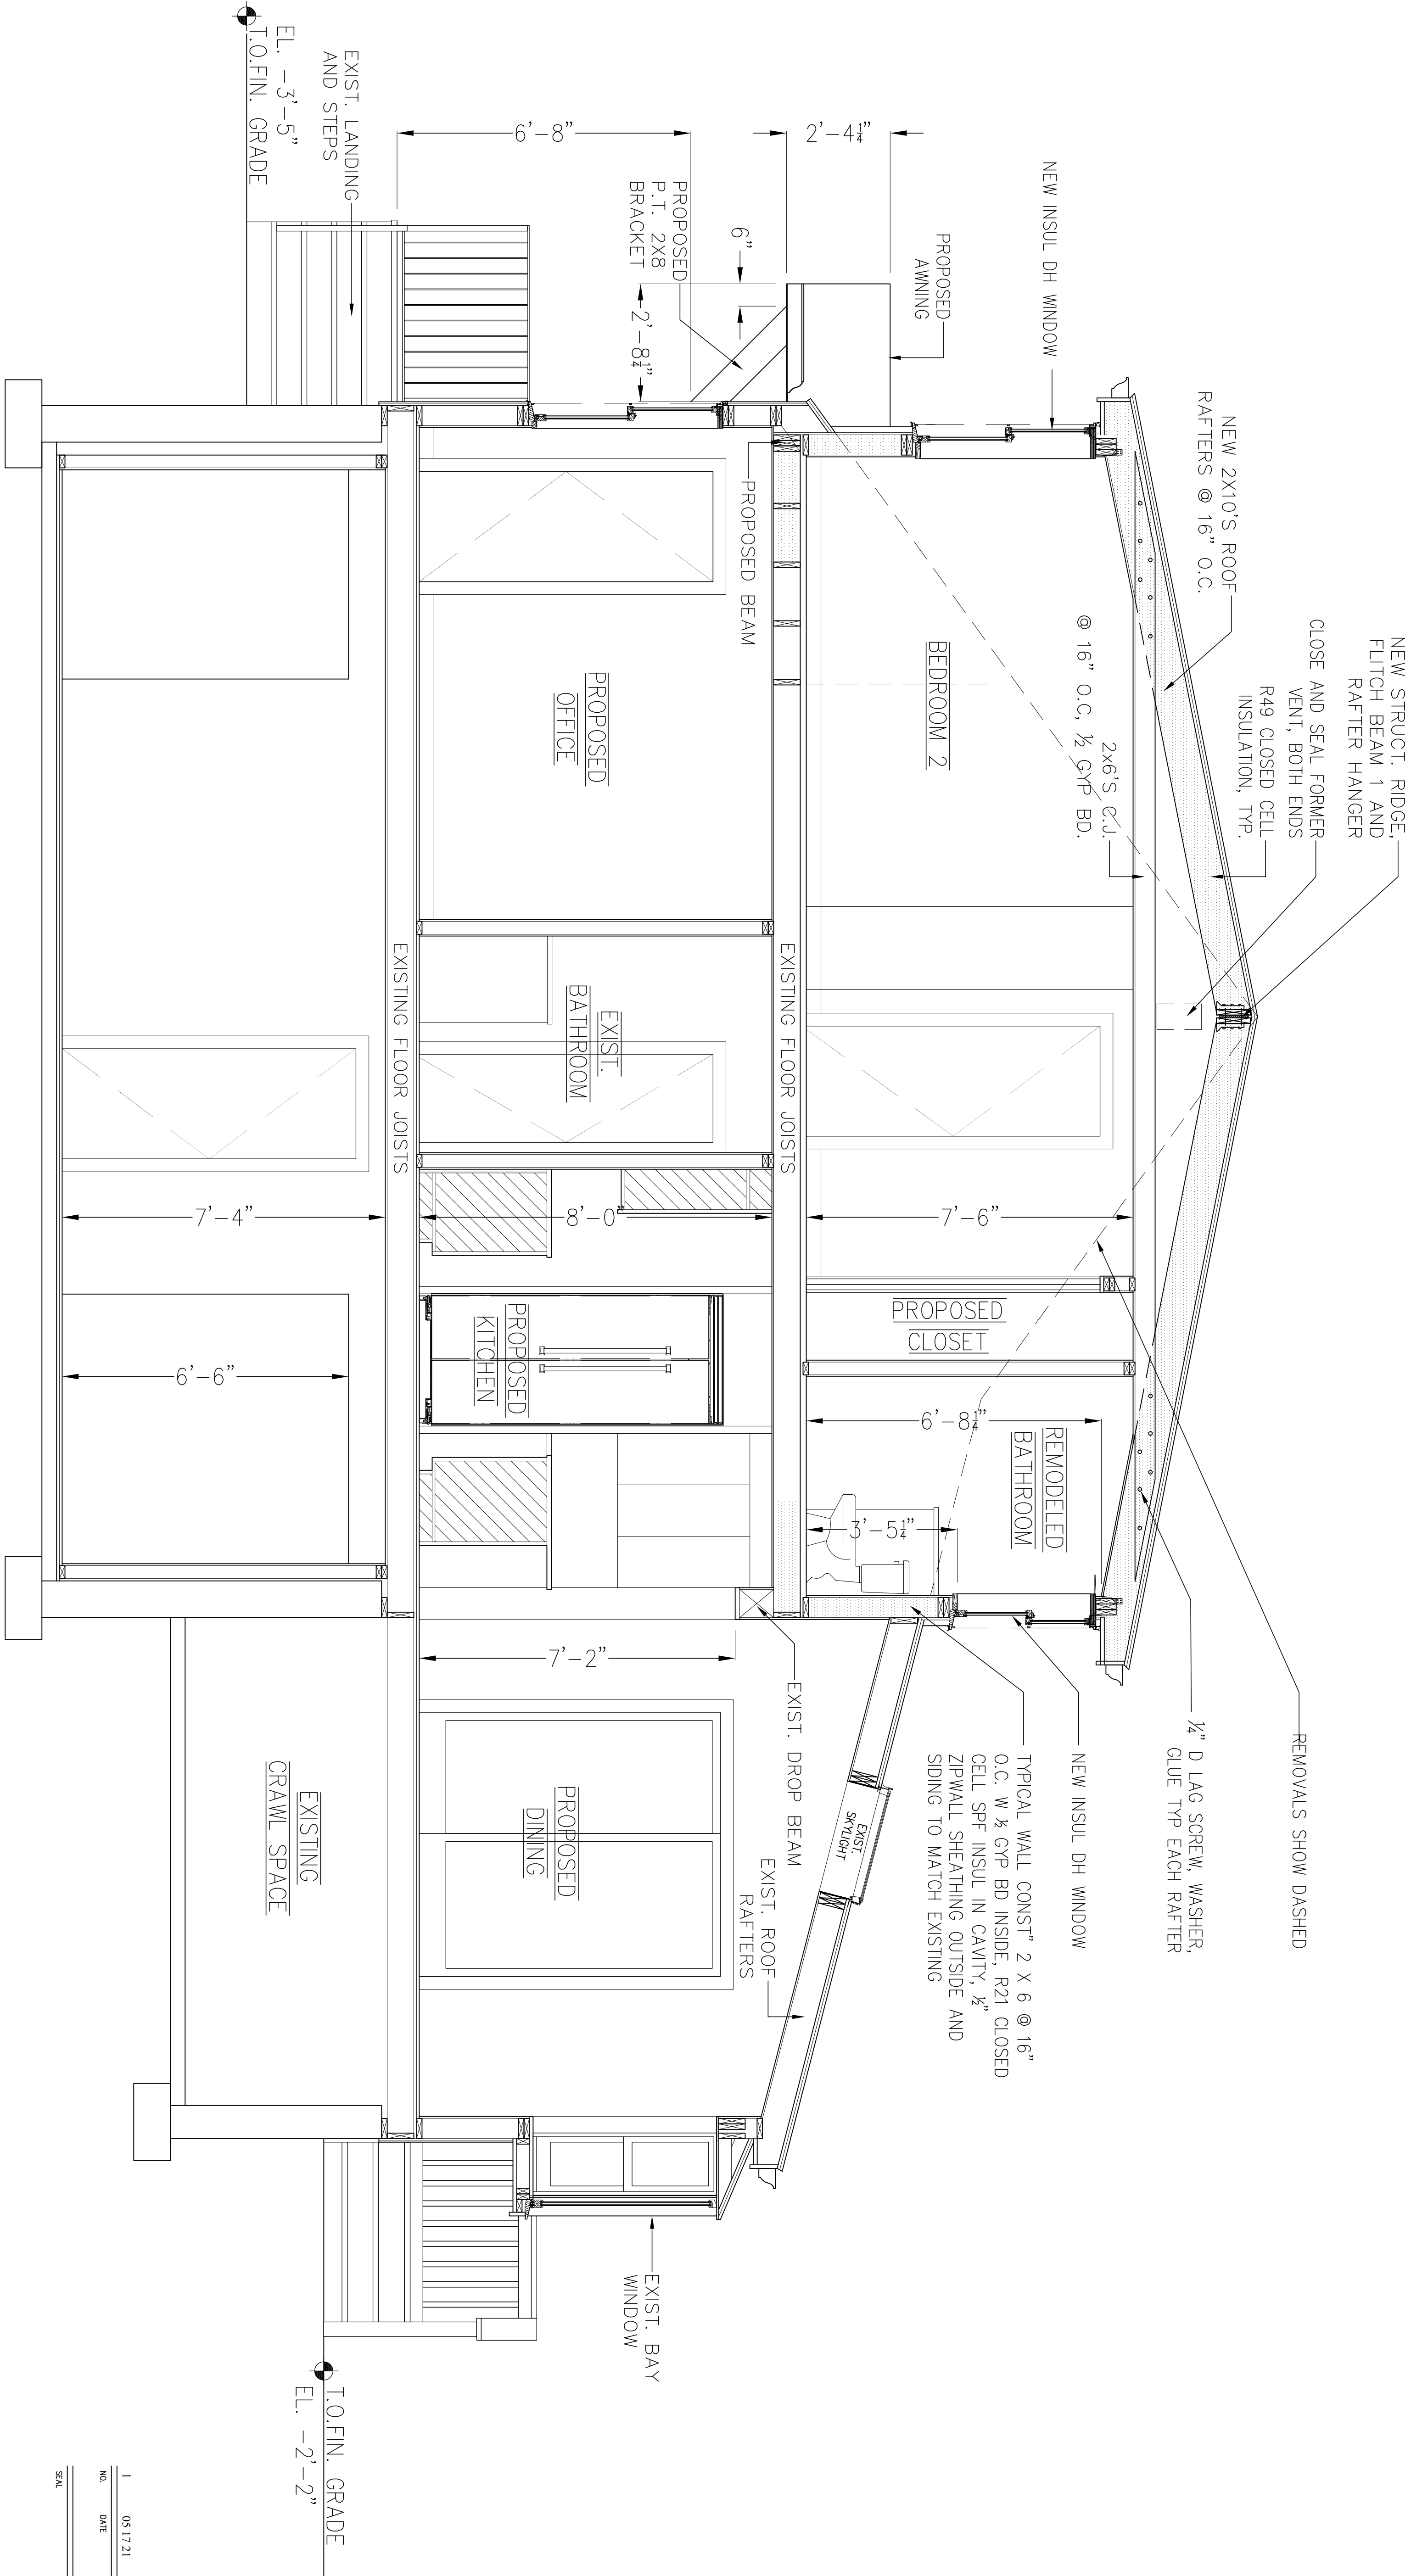 NEW STRUCT. RIDGE,
FLITCH BEAM 1 AND
RAFTER HANGER
CLOSE AND SEAL FORMER
VENT, BOTH ENDS
R49 CLOSED CELL
INSULATION, TYP.
NEW 2X10'S ROOF
RAFTERS @ 16" O.C.
2x6'S C.J.
@ 16" O.C, ½ GYP BD.
REMOVALS SHOW DASHED
¼" D LAG SCREW, WASHER,
GLUE TYP EACH RAFTER
NEW INSUL DH WINDOW
NEW INSUL DH WINDOW
TYPICAL WALL CONST" 2 X 6 @ 16"
O.C. W ½ GYP BD INSIDE, R21 CLOSED
CELL SPF INSUL IN CAVITY, ½"
ZIPWALL SHEATHING OUTSIDE AND
SIDING TO MATCH EXISTING
PROPOSED
AWNING
BEDROOM 2
7'-6"
PROPOSED
CLOSET
REMODELED
BATHROOM
6'-8¼"
3'-5¼"
2'-4¼"
6"
2'-8¼"
PROPOSED
P.T. 2X8
BRACKET
6'-8"
PROPOSED BEAM
EXISTING FLOOR JOISTS
EXIST.
SKYLIGHT
EXIST. DROP BEAM
EXIST. ROOF
RAFTERS
PROPOSED
OFFICE
EXIST.
BATHROOM
8'-0
PROPOSED
KITCHEN
7'-2"
PROPOSED
DINING
EXIST. BAY
WINDOW
EXIST. LANDING
AND STEPS
EL. -3'-5"
T.O.FIN. GRADE
EXISTING FLOOR JOISTS
7'-4"
6'-6"
EXISTING
CRAWL SPACE
T.O.FIN. GRADE
EL. -2'-2"
1 05 17 21
NO. DATE
SEAL